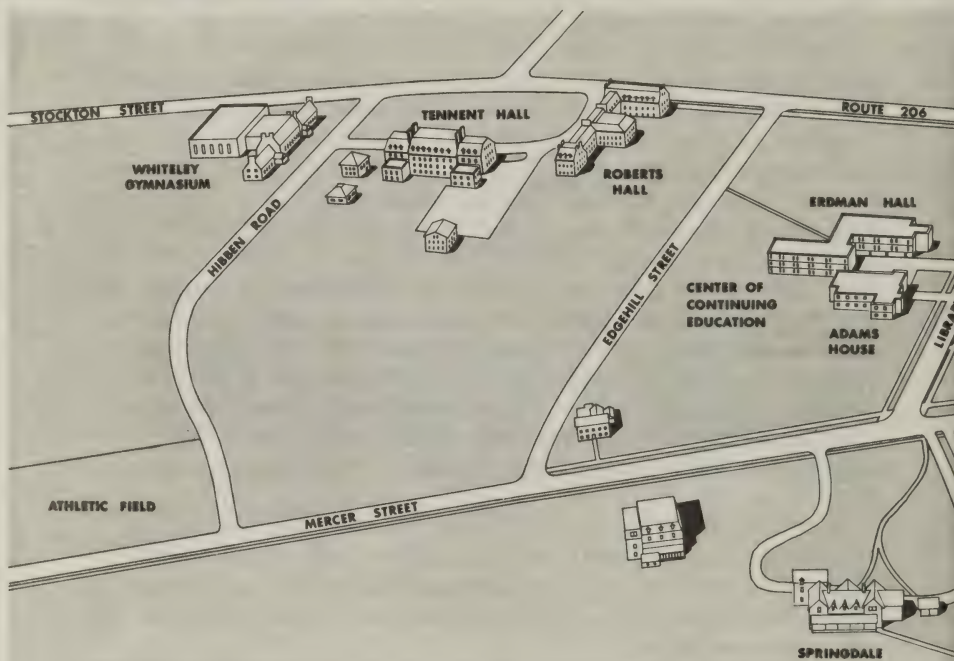 STOCKTON STREET
TENNENT HALL
ROUTE 206
WHITELEY
GYMNASIUM
ROBERTS
HALL
ERDMAN HALL
HIBBEN ROAD
EDGEHILL STREET
CENTER OF
CONTINUING
EDUCATION
ADAMS
HOUSE
ATHLETIC FIELD
MERCER STREET
SPRINGDALE